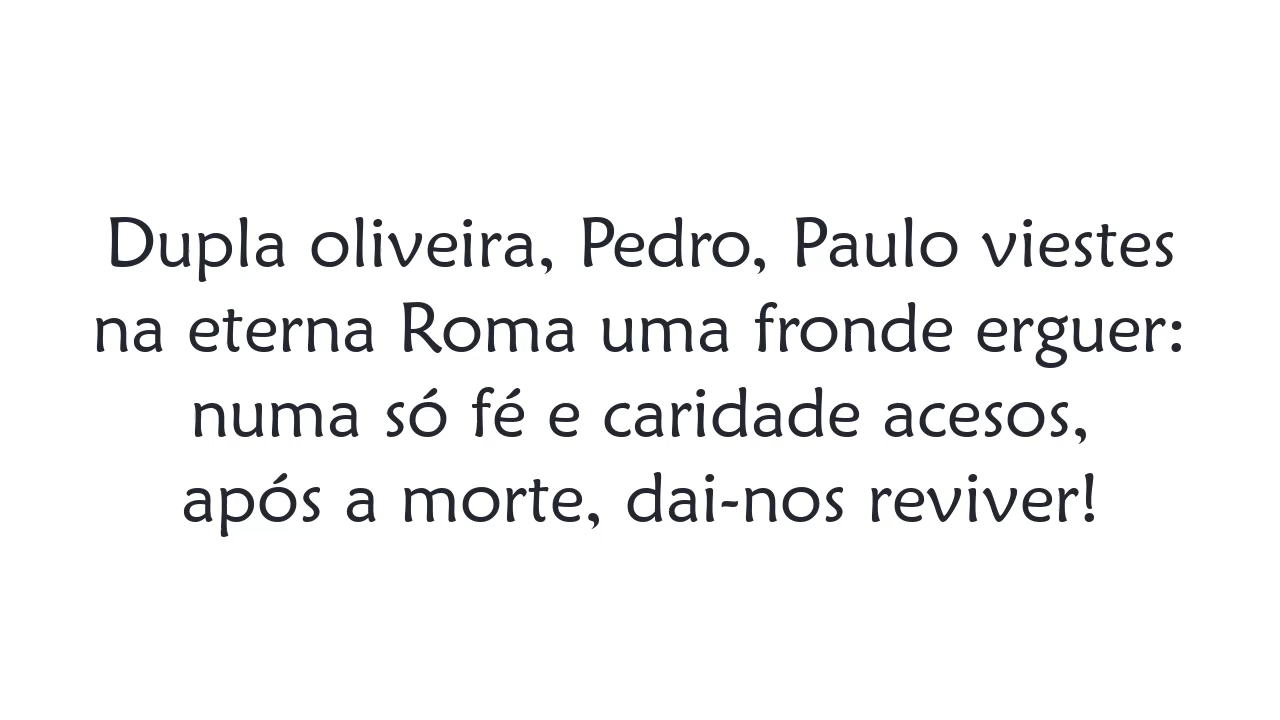 Dupla oliveira, Pedro, Paulo viestes
na eterna Roma uma fronde erguer:
numa só fé e caridade acesos,
após a morte, dai-nos reviver!